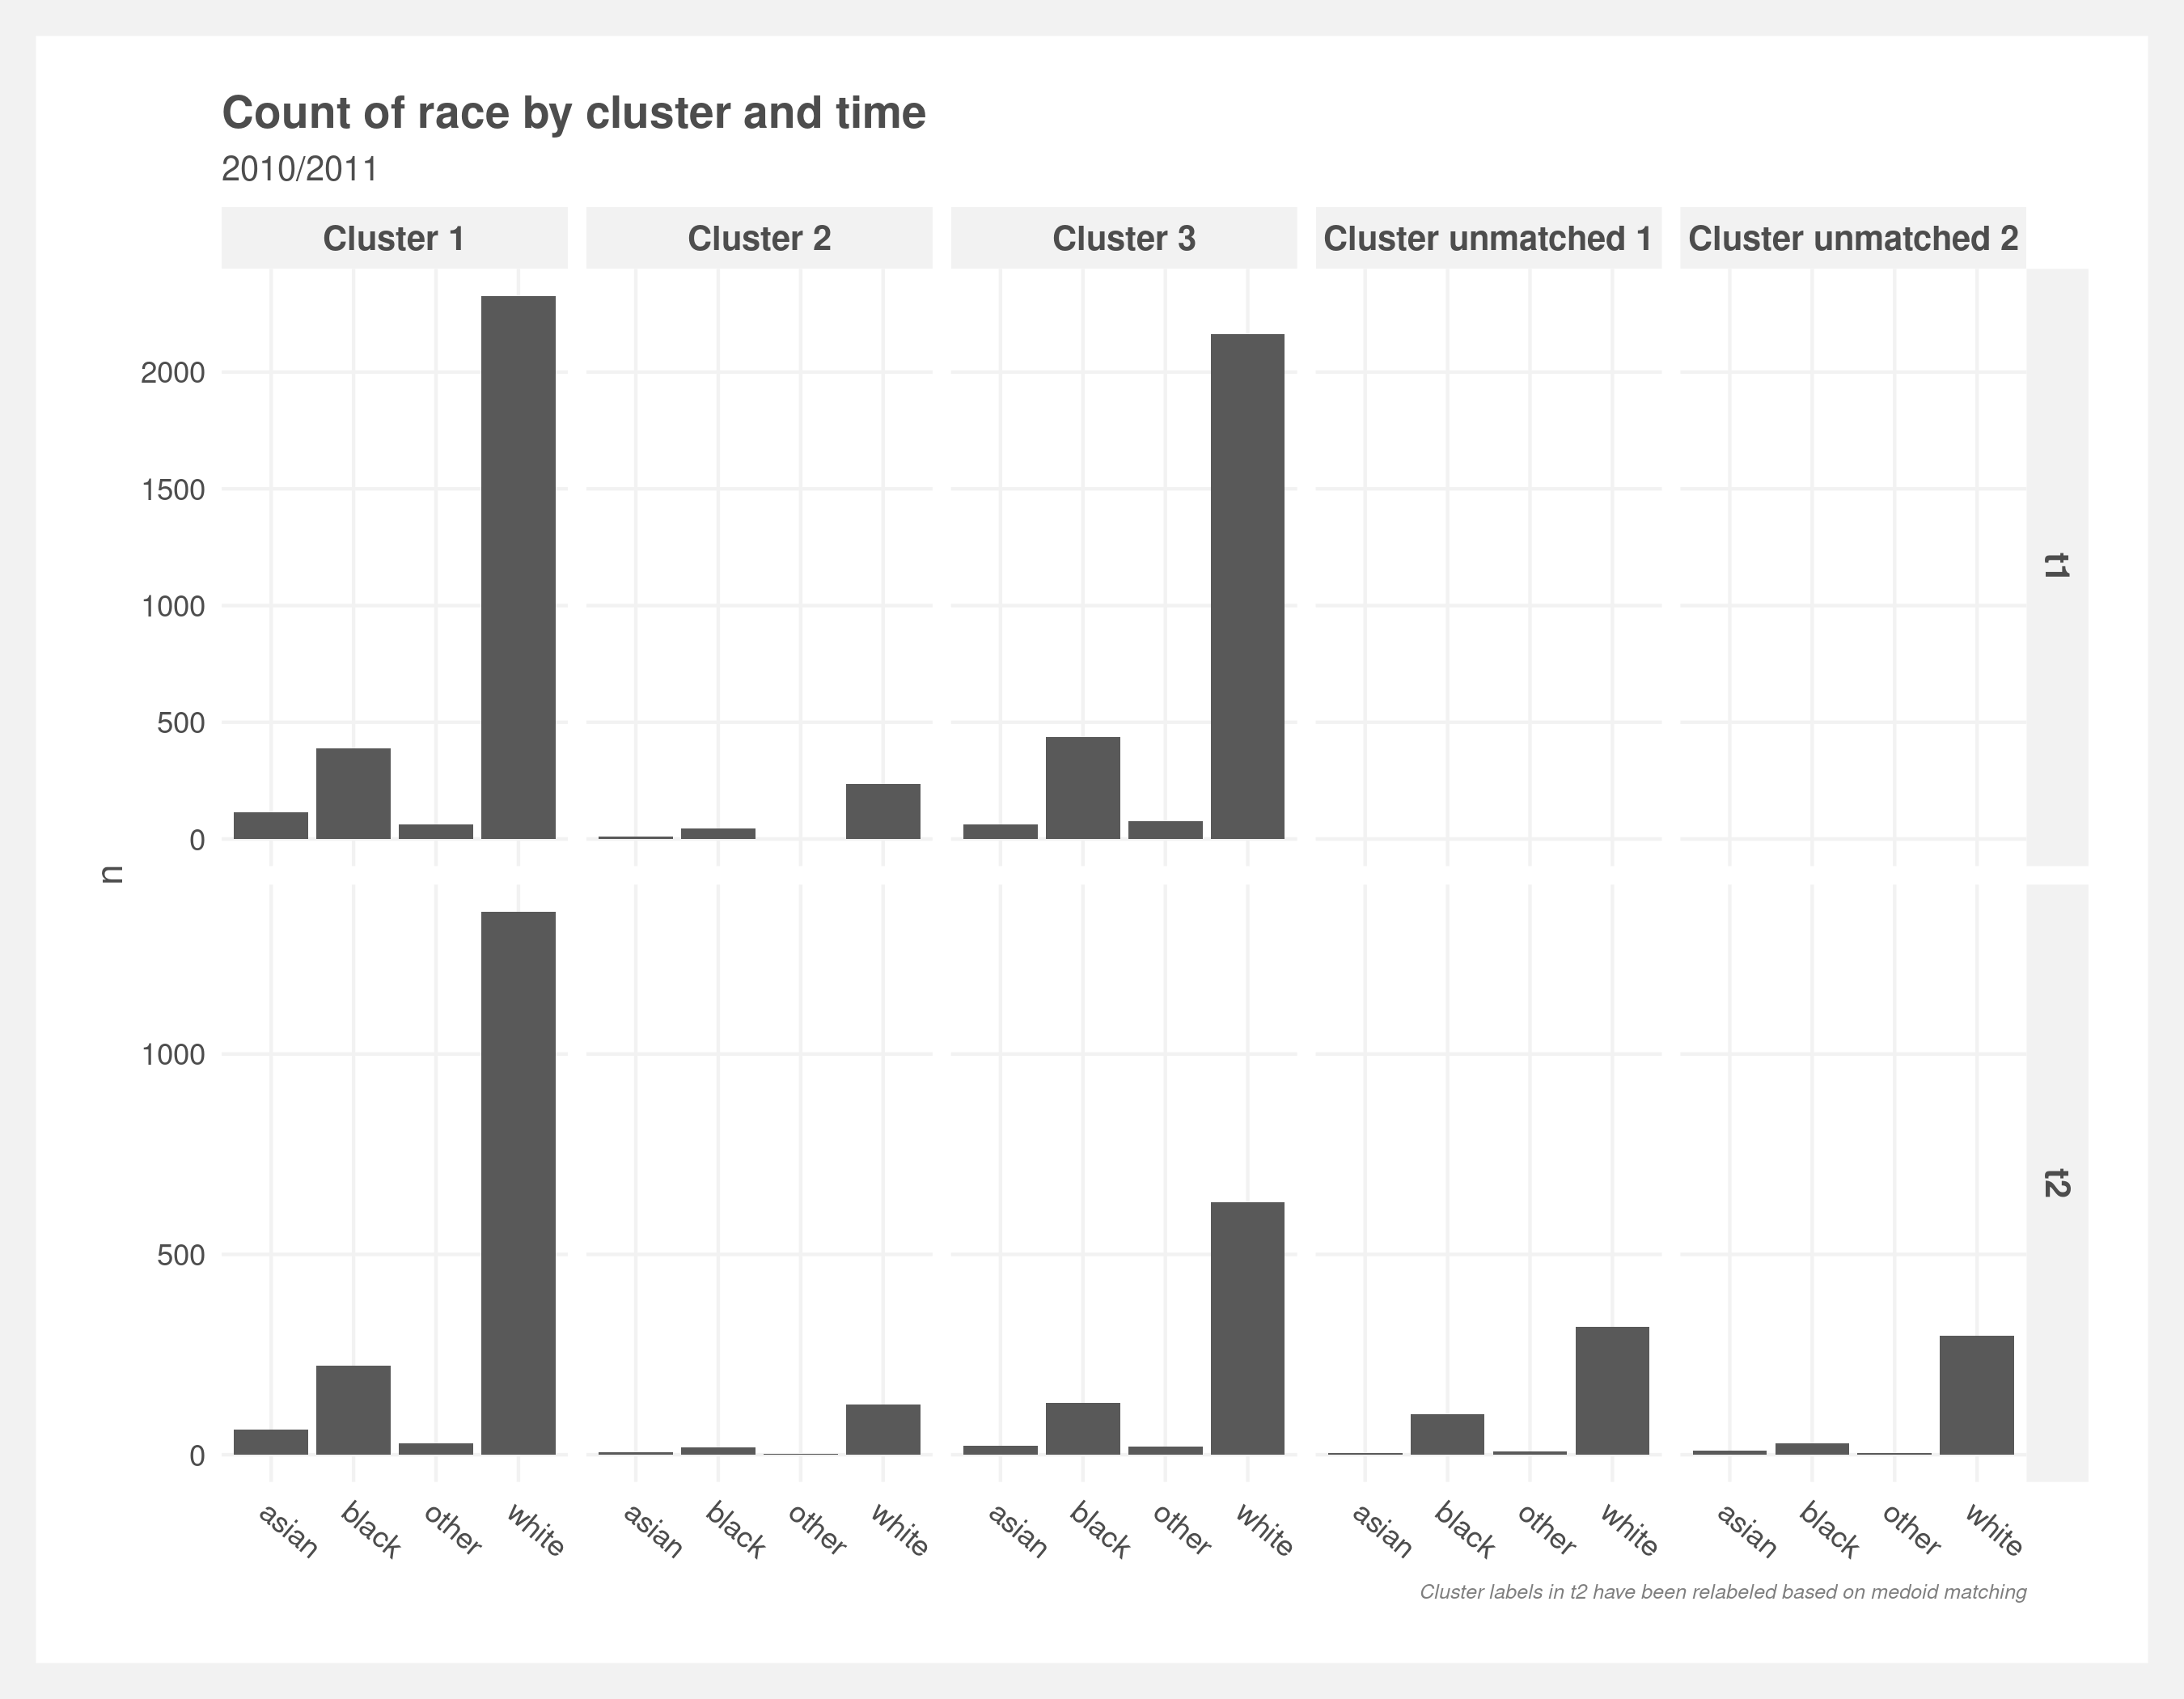 Count of race by cluster and time
2010/2011
Cluster 1
Cluster 2
Cluster 3
Cluster unmatched 1
Cluster unmatched 2
2000
1500
1000
500
0
t1
n
1000
500
0
t2
asian
black
other
white
asian
black
other
white
asian
black
other
white
asian
black
other
white
asian
black
other
white
Cluster labels in t2 have been relabeled based on medoid matching